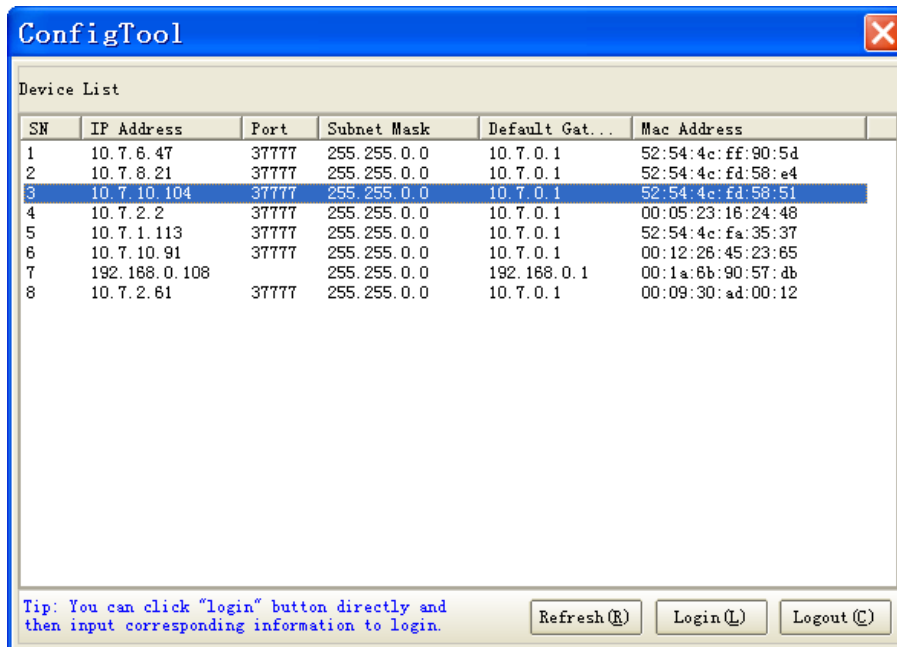 ConfigTool
Device List
SN IP Address Port Subnet Mask Default Gat... Mac Address
1 10.7.6.47 37777 255.255.0.0 10.7.0.1 52:54:4c:ff:90:5d
2 10.7.8.21 37777 255.255.0.0 10.7.0.1 52:54:4c:fd:58:e4
3 10.7.10.104 37777 255.255.0.0 10.7.0.1 52:54:4c:fd:58:51
4 10.7.2.2 37777 255.255.0.0 10.7.0.1 00:05:23:16:24:48
5 10.7.1.113 37777 255.255.0.0 10.7.0.1 52:54:4c:fa:35:37
6 10.7.10.91 37777 255.255.0.0 10.7.0.1 00:12:26:45:23:65
7 192.168.0.108 255.255.0.0 192.168.0.1 00:1a:6b:90:57:db
8 10.7.2.61 37777 255.255.0.0 10.7.0.1 00:09:30:ad:00:12
Tip: You can click "login" button directly and
then input corresponding information to login.
Refresh(R) Login(L) Logout(C)